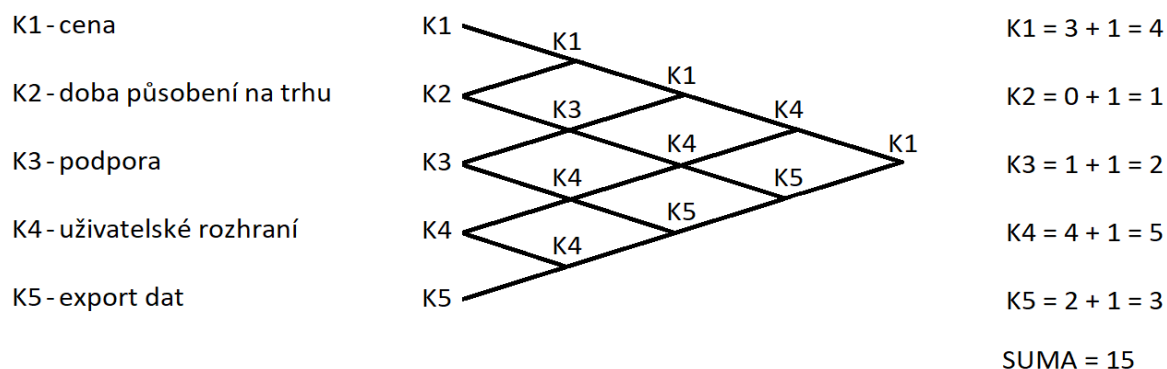 K1 - cena
K2 - doba působení na trhu
K3 - podpora
K4 - uživatelské rozhraní
K5 - export dat
K1
K2
K3
K4
K5
K1
K3
K4
K4
K1
K4
K5
K4
K5
K1
K1 = 3 + 1 = 4
K2 = 0 + 1 = 1
K3 = 1 + 1 = 2
K4 = 4 + 1 = 5
K5 = 2 + 1 = 3
SUMA = 15